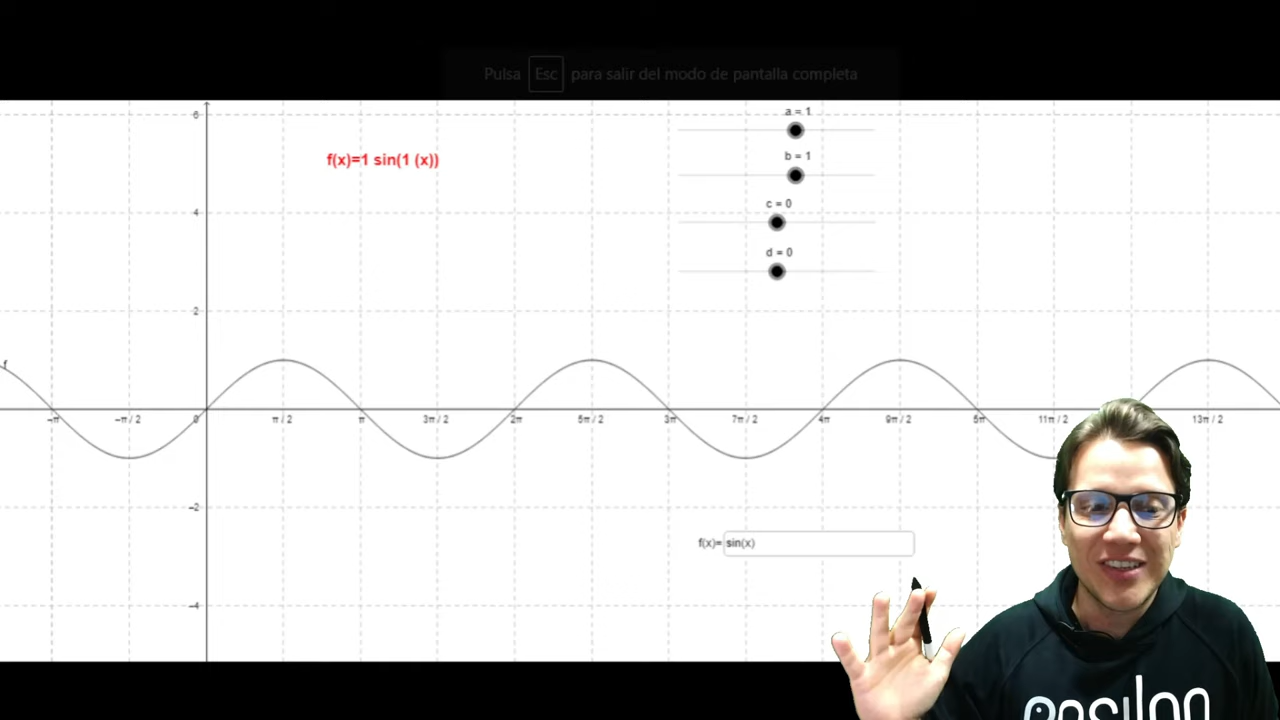 Pulsa Esc para salir del modo de pantalla completa
6
a = 1
f(x)=1 sin(1 (x))
b = 1
c = 0
4
d = 0
2
f
-π -π/2 0 π/2 π 3π/2 2π 5π/2 3π 7π/2 4π 9π/2 5π 11π/2 13π/2
-2
f(x)= sin(x)
-4
epsilon